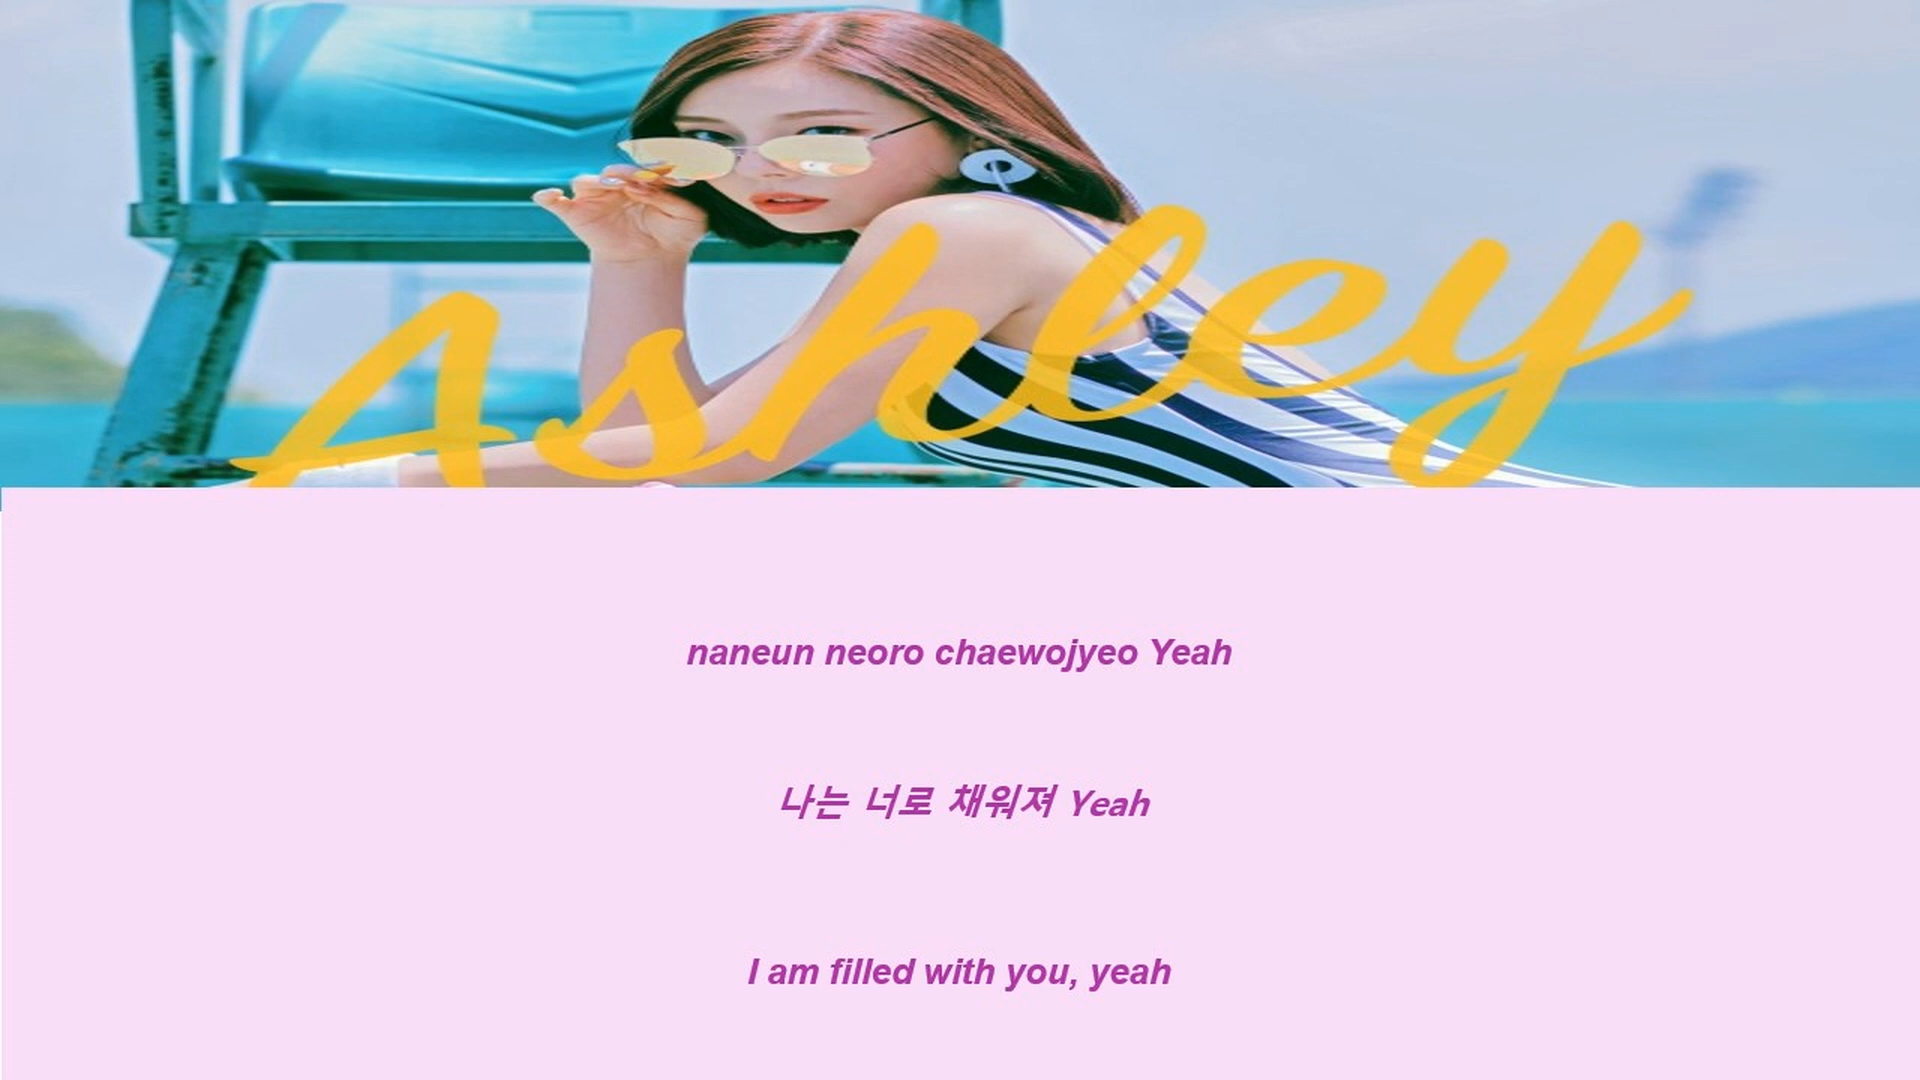 Ashley
naneun neoro chaewojyeo Yeah
나는 너로 채워져 Yeah
I am filled with you, yeah